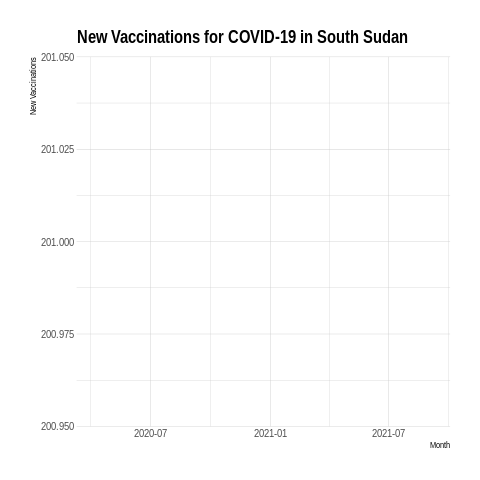 New Vaccinations for COVID-19 in South Sudan
New Vaccinations
201.050
201.025
201.000
200.975
200.950
2020-07
2021-01
2021-07
Month